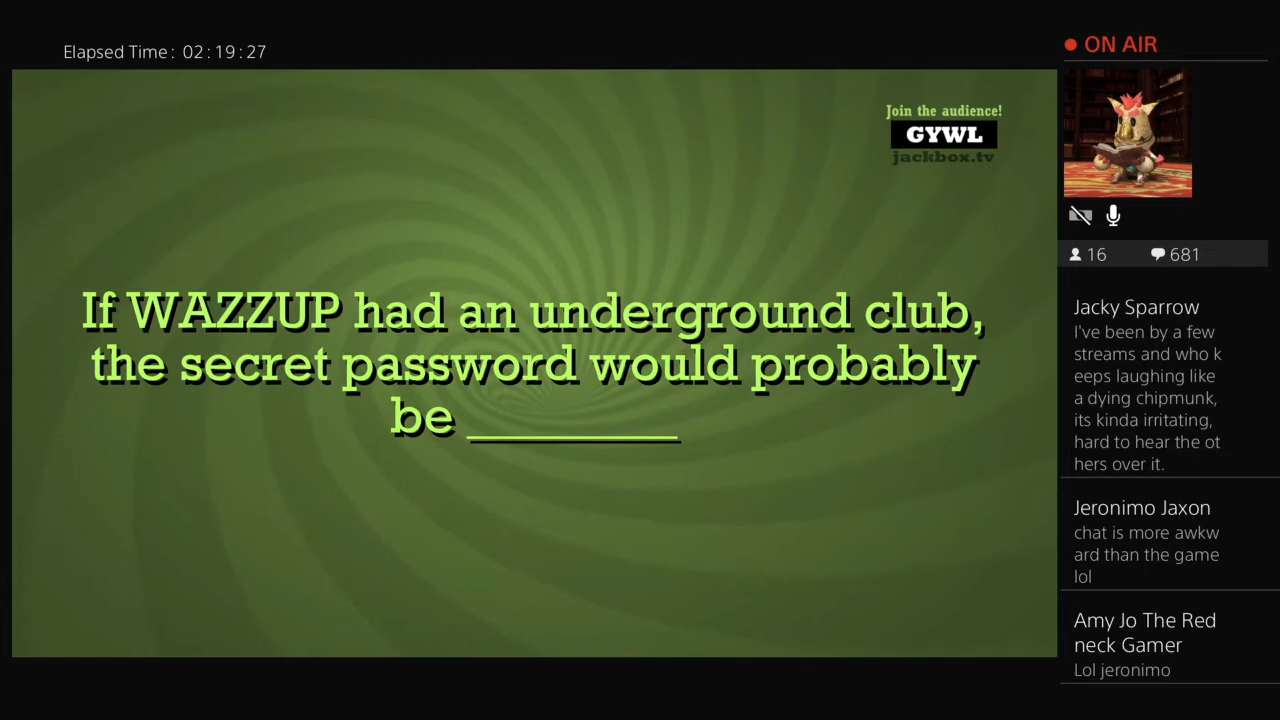 Elapsed Time: 02:19:27
ON AIR
Join the audience!
GYWL
jackbox.tv
If WAZZUP had an underground club,
the secret password would probably
be __________
16 681
Jacky Sparrow
I've been by a few
streams and who k
eeps laughing like
a dying chipmunk,
its kinda irritating,
hard to hear the ot
hers over it.
Jeronimo Jaxon
chat is more awkw
ard than the game
lol
Amy Jo The Red
neck Gamer
Lol jeronimo